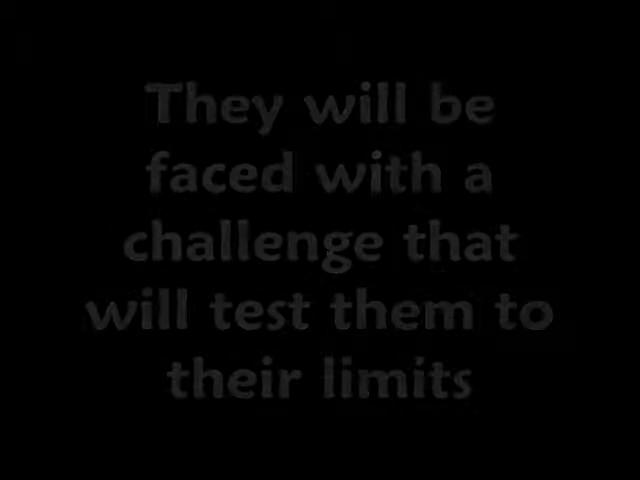 They will be
faced with a
challenge that
will test them to
their limits